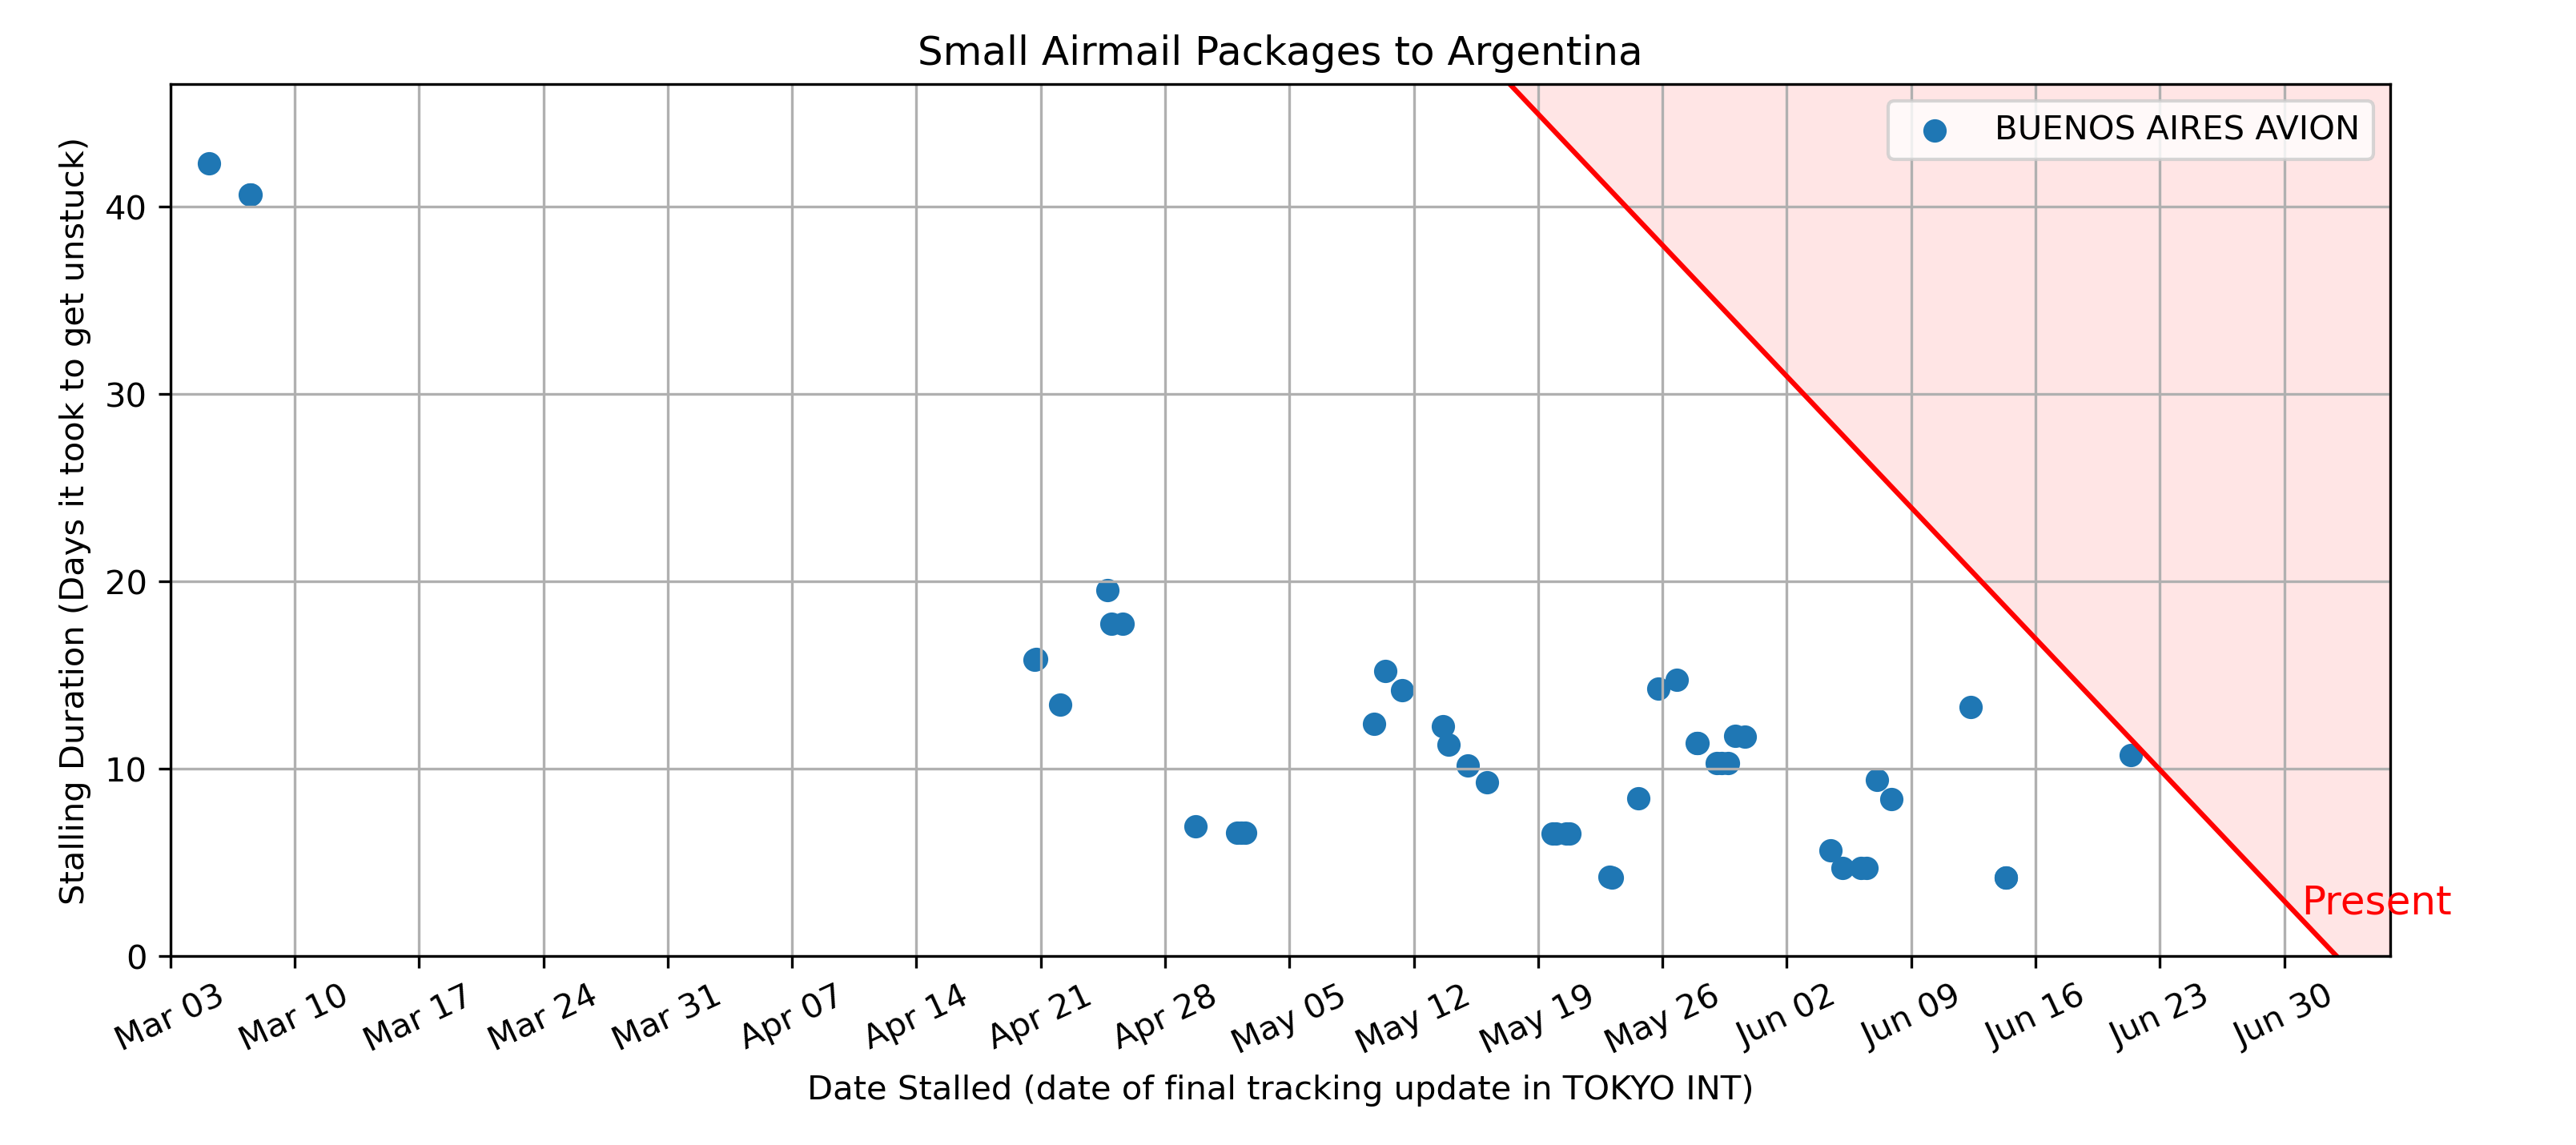 Small Airmail Packages to Argentina
BUENOS AIRES AVION
Stalling Duration (Days it took to get unstuck)
40
30
20
10
0
Present
Mar 03 Mar 10 Mar 17 Mar 24 Mar 31 Apr 07 Apr 14 Apr 21 Apr 28 May 05 May 12 May 19 May 26 Jun 02 Jun 09 Jun 16 Jun 23 Jun 30
Date Stalled (date of final tracking update in TOKYO INT)